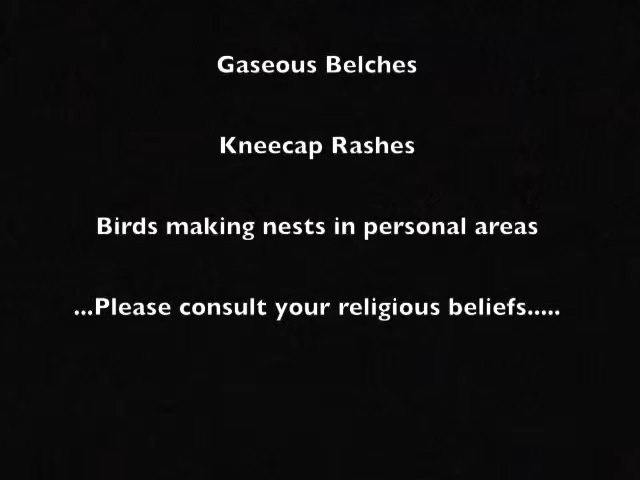 Gaseous Belches
Kneecap Rashes
Birds making nests in personal areas
...Please consult your religious beliefs.....